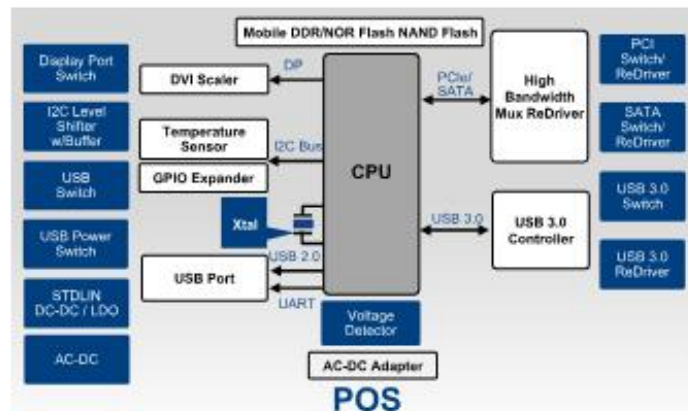 Mobile DDR/NOR Flash NAND Flash
Display Port
Switch
I2C Level
Shifter
w/Buffer
USB
Switch
USB Power
Switch
STDLIN
DC-DC / LDO
AC-DC
DVI Scaler
DP
Temperature
Sensor
I2C Bus
GPIO Expander
Xtal
USB 2.0
USB Port
UART
CPU
Voltage
Detector
AC-DC Adapter
PCIe/
SATA
High
Bandwidth
Mux ReDriver
USB 3.0
USB 3.0
Controller
PCI
Switch/
ReDriver
SATA
Switch/
ReDriver
USB 3.0
Switch
USB 3.0
ReDriver
POS